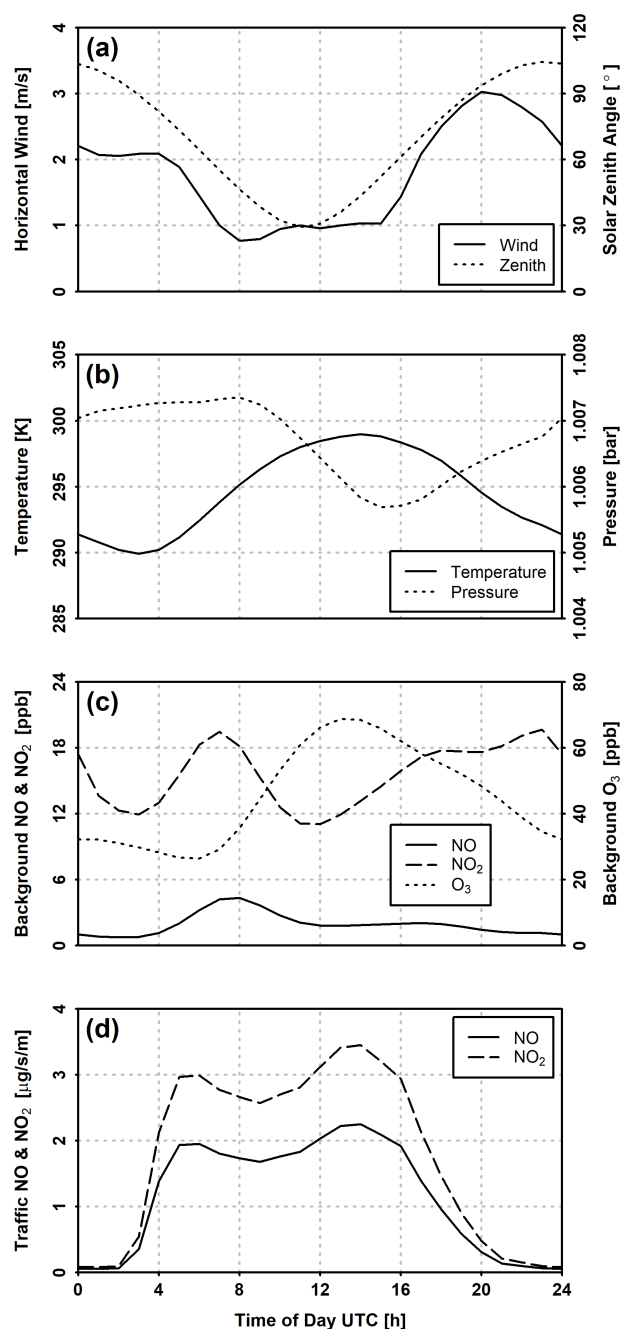 (a)
Horizontal Wind [m/s]
0 1 2 3 4
Solar Zenith Angle [ ° ]
0 30 60 90 120
Wind
Zenith
(b)
Temperature [K]
285 290 295 300 305
Pressure [bar]
1.004 1.005 1.006 1.007 1.008
Temperature
Pressure
(c)
Background NO & NO₂ [ppb]
0 6 12 18 24
Background O₃ [ppb]
0 20 40 60 80
NO
NO₂
O₃
(d)
Traffic NO & NO₂ [µg/s/m]
0 1 2 3 4
NO
NO₂
0 4 8 12 16 20 24
Time of Day UTC [h]